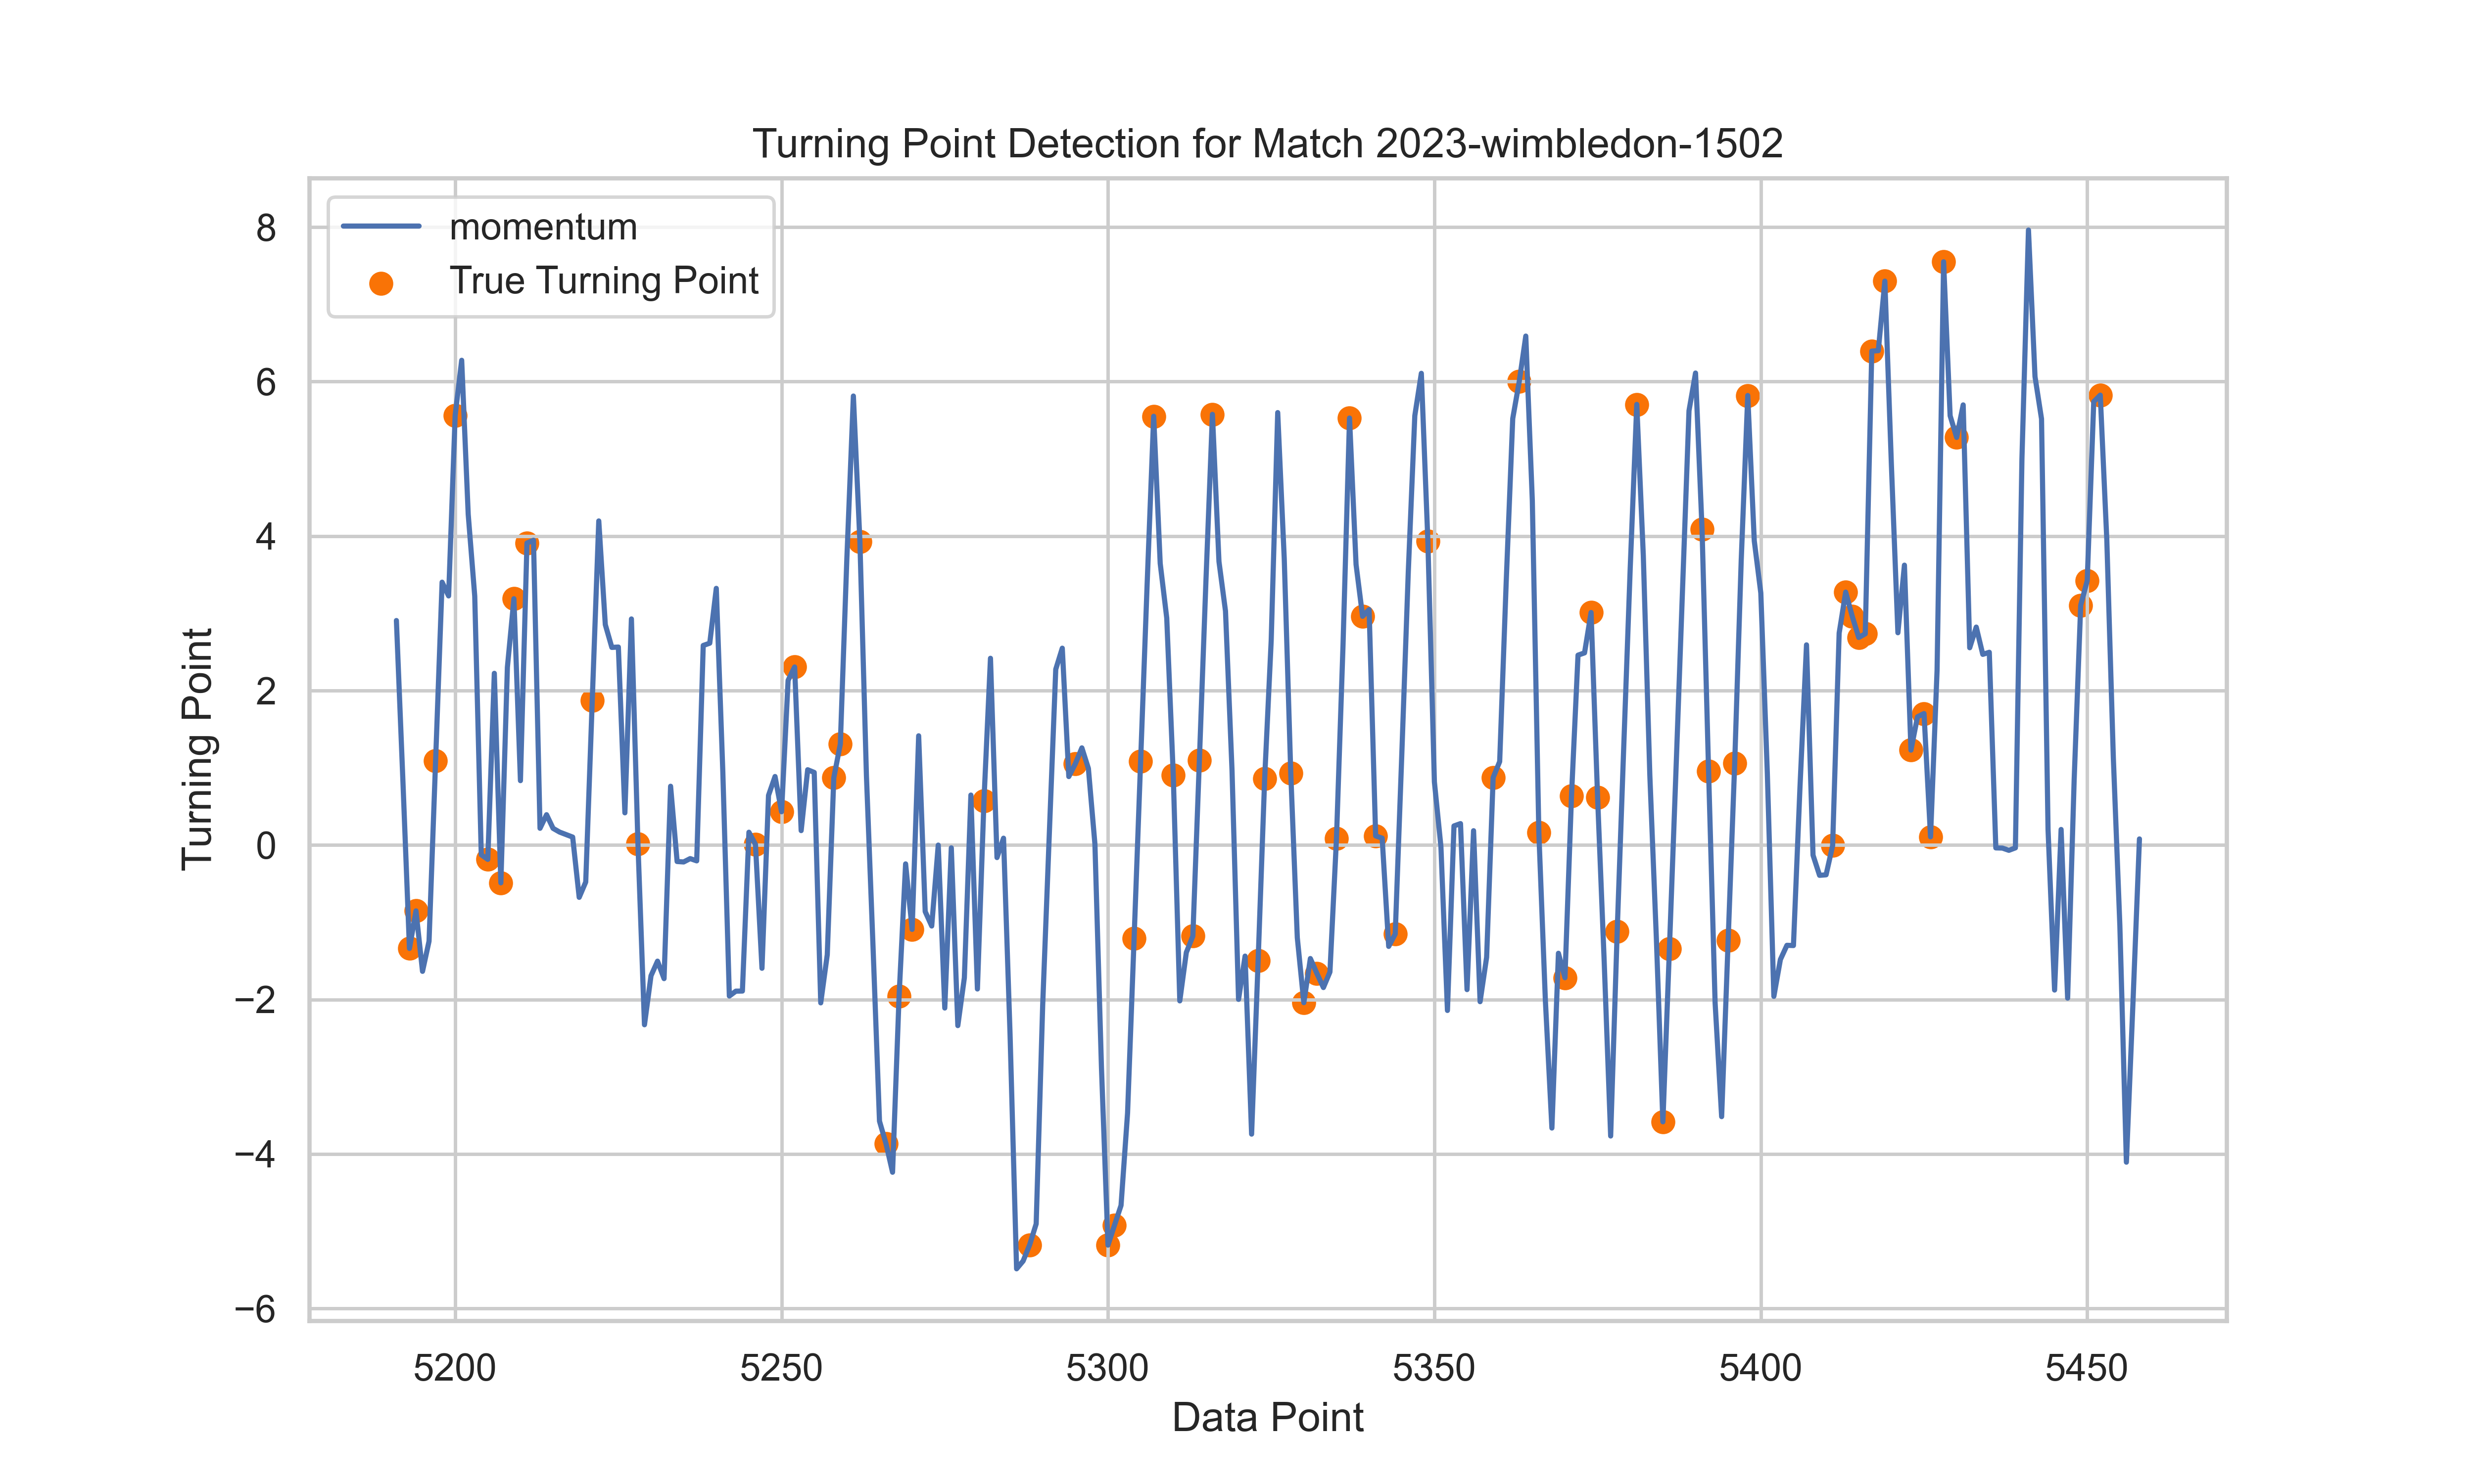 Turning Point Detection for Match 2023-wimbledon-1502
momentum
True Turning Point
8
6
4
2
0
−2
−4
−6
Turning Point
5200
5250
5300
5350
5400
5450
Data Point